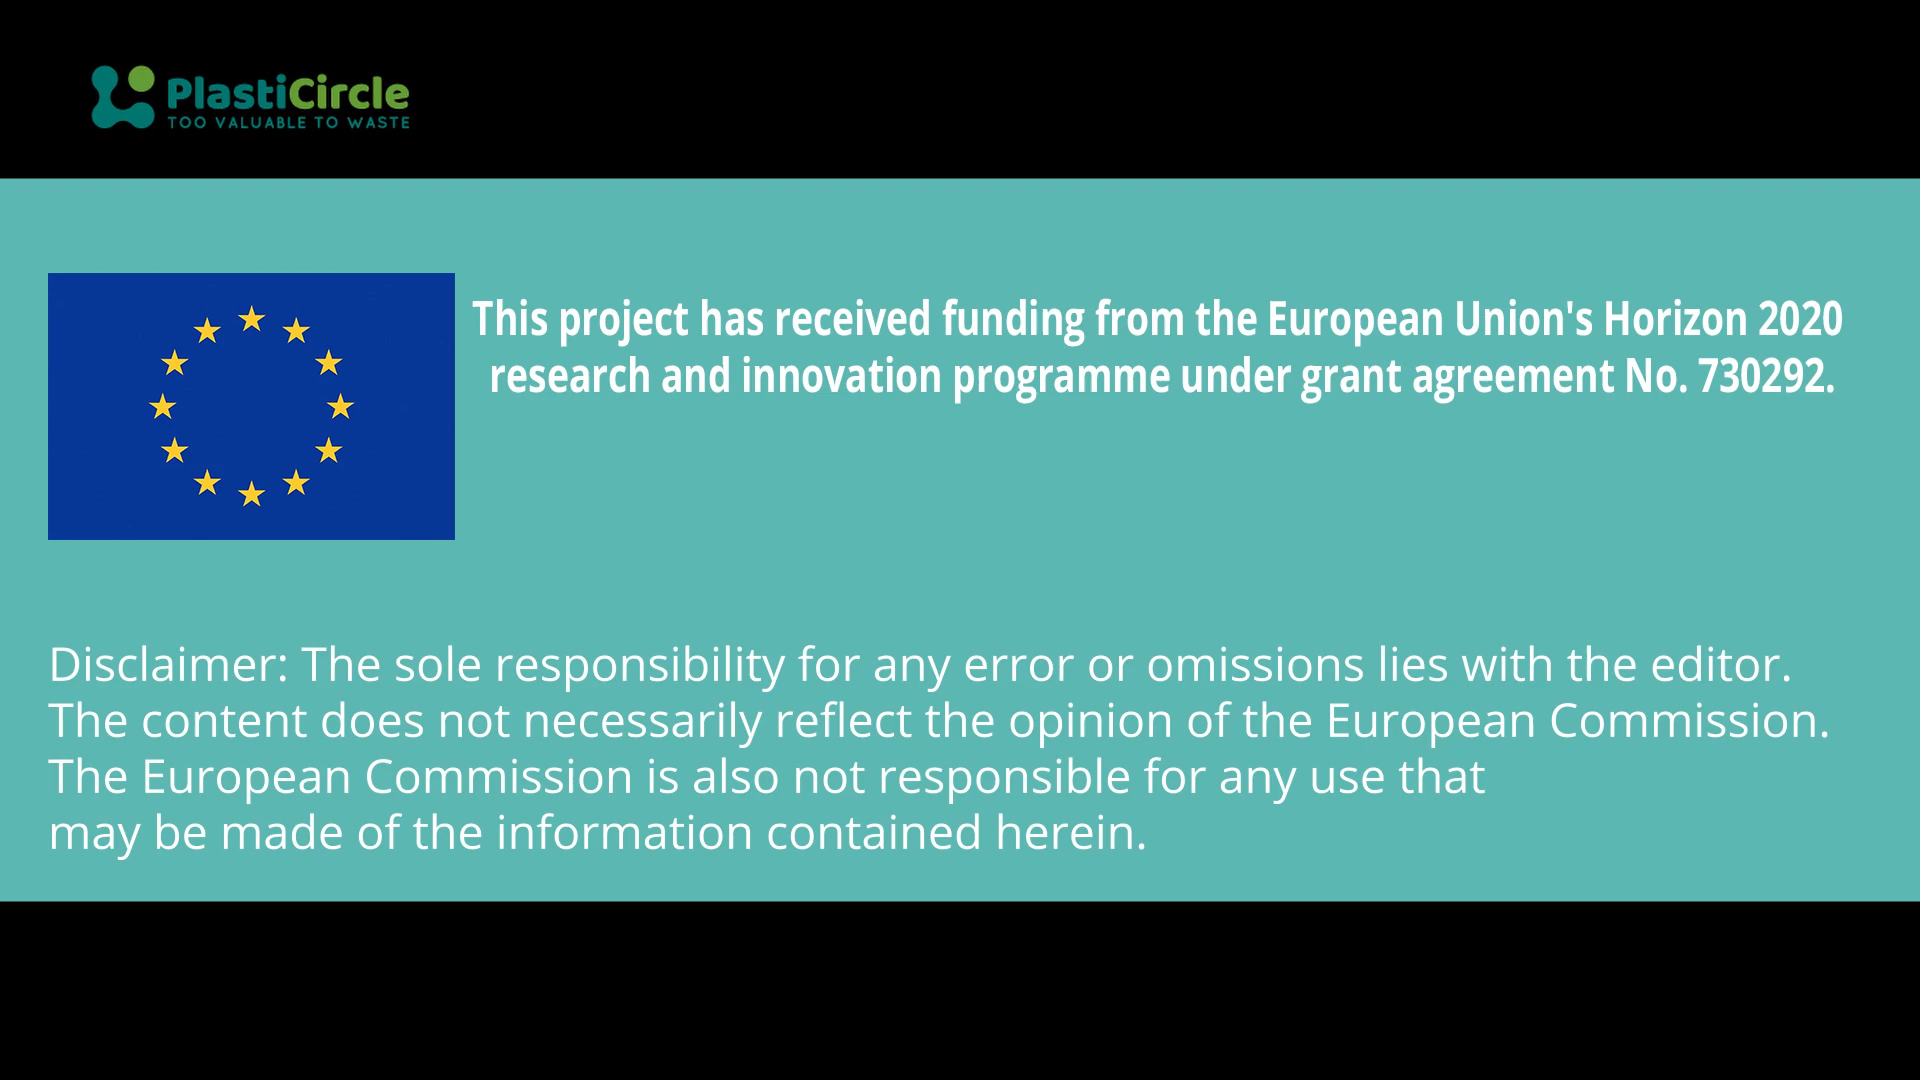 PlastiCircle
TOO VALUABLE TO WASTE
This project has received funding from the European Union's Horizon 2020
research and innovation programme under grant agreement No. 730292.
Disclaimer: The sole responsibility for any error or omissions lies with the editor.
The content does not necessarily reflect the opinion of the European Commission.
The European Commission is also not responsible for any use that
may be made of the information contained herein.